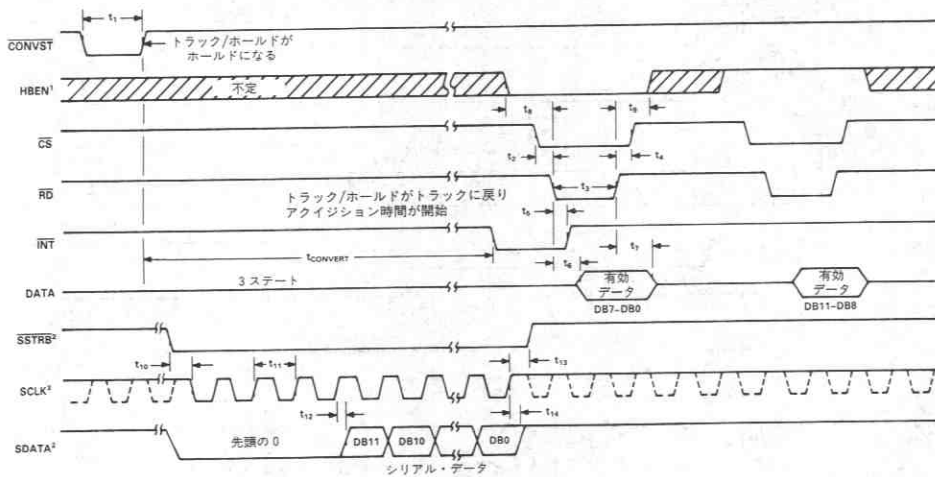 t1
CONVST
トラック/ホールドが
ホールドになる
HBEN1
不定
t8
t9
CS
t2
t4
RD
t3
トラック/ホールドがトラックに戻り
アクイジション時間が開始
t5
INT
t7
tCONVERT
t6
3ステート
DATA
有効
データ
DB7-DB0
有効
データ
DB11-DB8
SSTRB2
t10
t11
t13
SCLK3
t12
t14
SDATA2
先頭の0
DB11
DB10
DB0
シリアル・データ